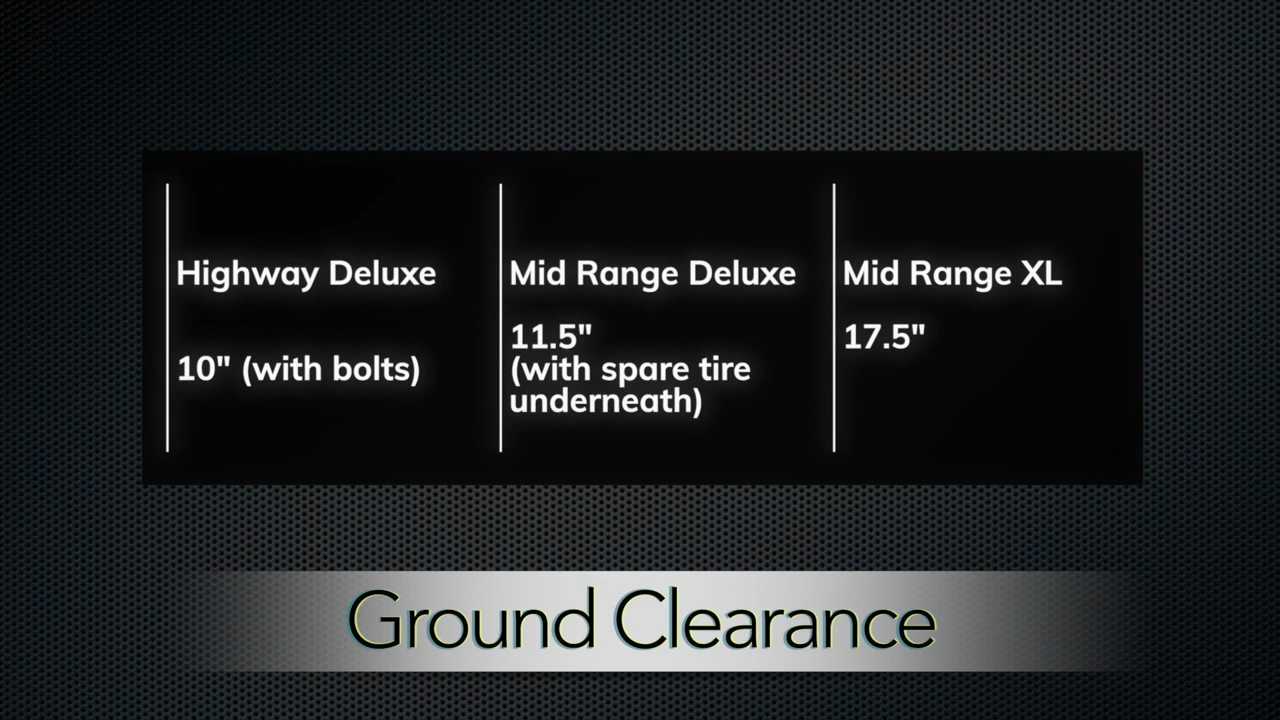 Highway Deluxe
10" (with bolts)
Mid Range Deluxe
11.5"
(with spare tire
underneath)
Mid Range XL
17.5"
Ground Clearance